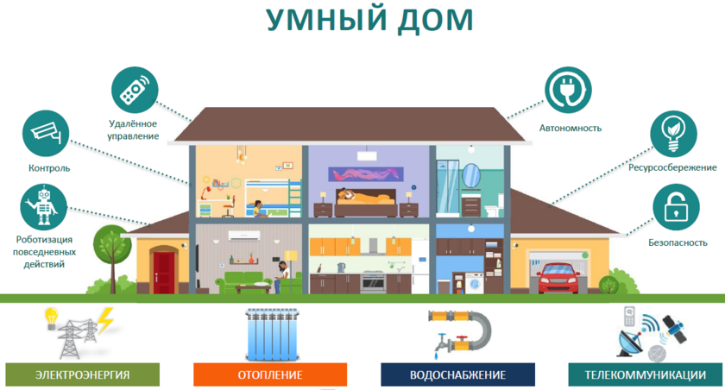 УМНЫЙ ДОМ
Удалённое
управление
Автономность
Контроль
Ресурсосбережение
Роботизация
повседневных
действий
Безопасность
ЭЛЕКТРОЭНЕРГИЯ
ОТОПЛЕНИЕ
ВОДОСНАБЖЕНИЕ
ТЕЛЕКОММУНИКАЦИИ